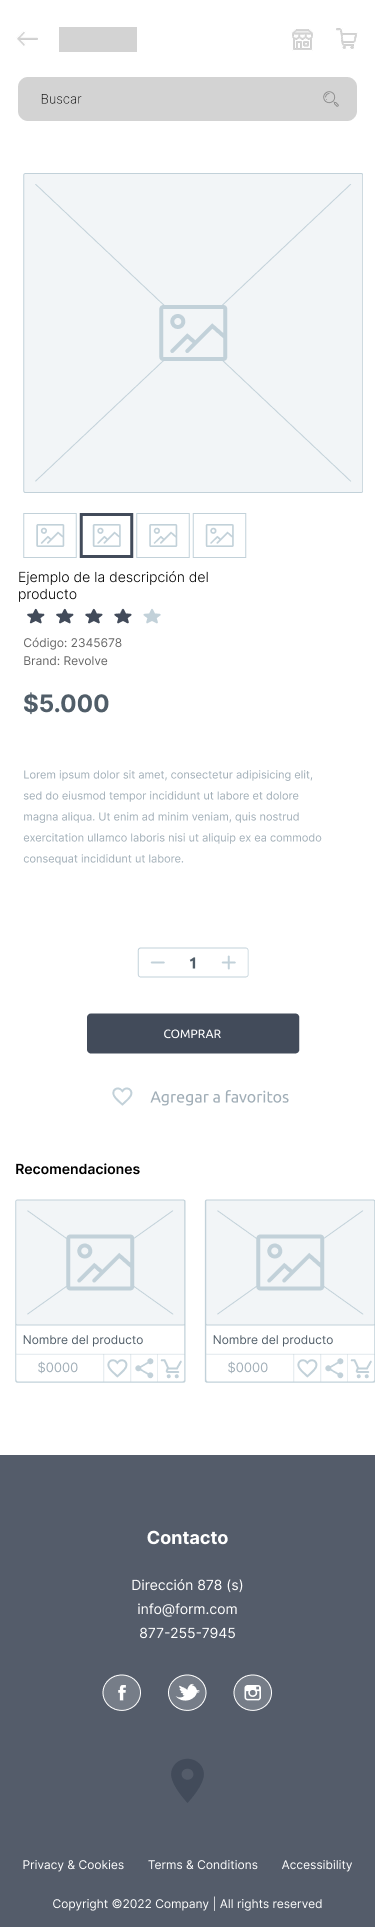 Buscar
Ejemplo de la descripción del
producto
Código: 2345678
Brand: Revolve
$5.000
Lorem ipsum dolor sit amet, consectetur adipisicing elit,
sed do eiusmod tempor incididunt ut labore et dolore
magna aliqua. Ut enim ad minim veniam, quis nostrud
exercitation ullamco laboris nisi ut aliquip ex ea commodo
consequat incididunt ut labore.
1
COMPRAR
Agregar a favoritos
Recomendaciones
Nombre del producto
$0000
Nombre del producto
$0000
Contacto
Dirección 878 (s)
info@form.com
877-255-7945
Privacy & Cookies Terms & Conditions Accessibility
Copyright ©2022 Company | All rights reserved